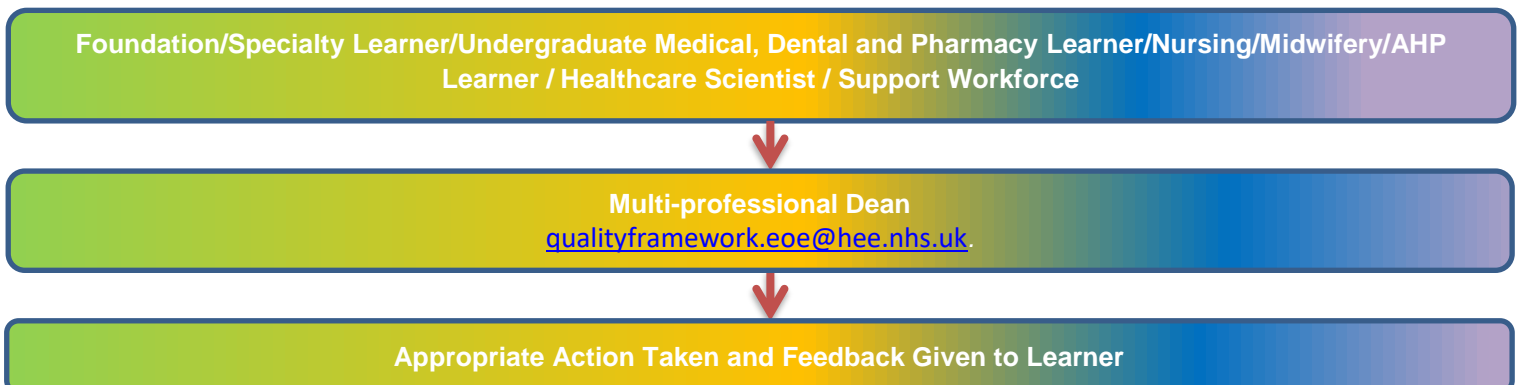 Foundation/Specialty Learner/Undergraduate Medical, Dental and Pharmacy Learner/Nursing/Midwifery/AHP
Learner / Healthcare Scientist / Support Workforce
Multi-professional Dean
qualityframework.eoe@hee.nhs.uk.
Appropriate Action Taken and Feedback Given to Learner